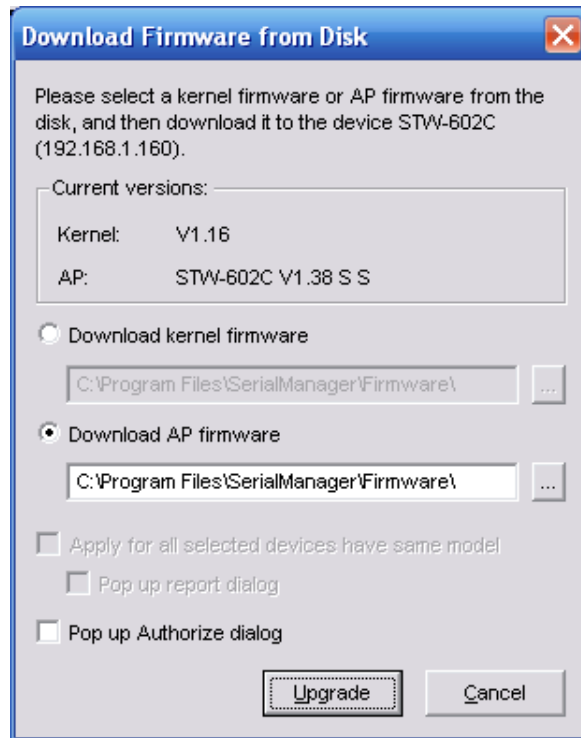 Download Firmware from Disk
Please select a kernel firmware or AP firmware from the
disk, and then download it to the device STW-602C
(192.168.1.160).
Current versions:
Kernel: V1.16
AP: STW-602C V1.38 S S
Download kernel firmware
C:\Program Files\SerialManager\Firmware\
...
Download AP firmware
C:\Program Files\SerialManager\Firmware\
...
Apply for all selected devices have same model
Pop up report dialog
Pop up Authorize dialog
Upgrade
Cancel